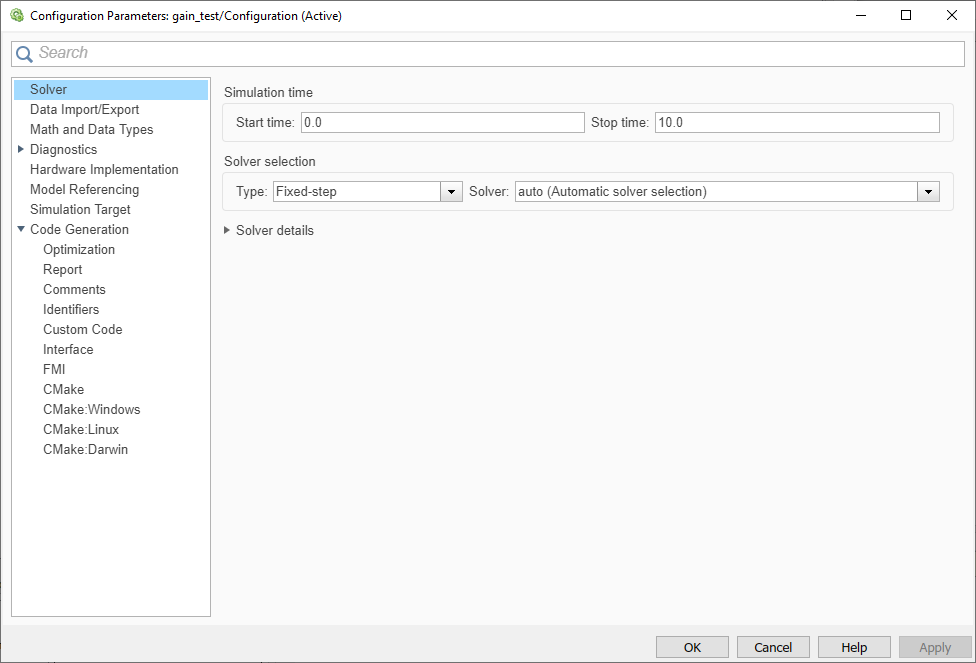 Configuration Parameters: gain_test/Configuration (Active)
Search
Solver
Data Import/Export
Math and Data Types
Diagnostics
Hardware Implementation
Model Referencing
Simulation Target
Code Generation
Optimization
Report
Comments
Identifiers
Custom Code
Interface
FMI
CMake
CMake:Windows
CMake:Linux
CMake:Darwin
Simulation time
Start time: 0.0 Stop time: 10.0
Solver selection
Type: Fixed-step Solver: auto (Automatic solver selection)
Solver details
OK Cancel Help Apply